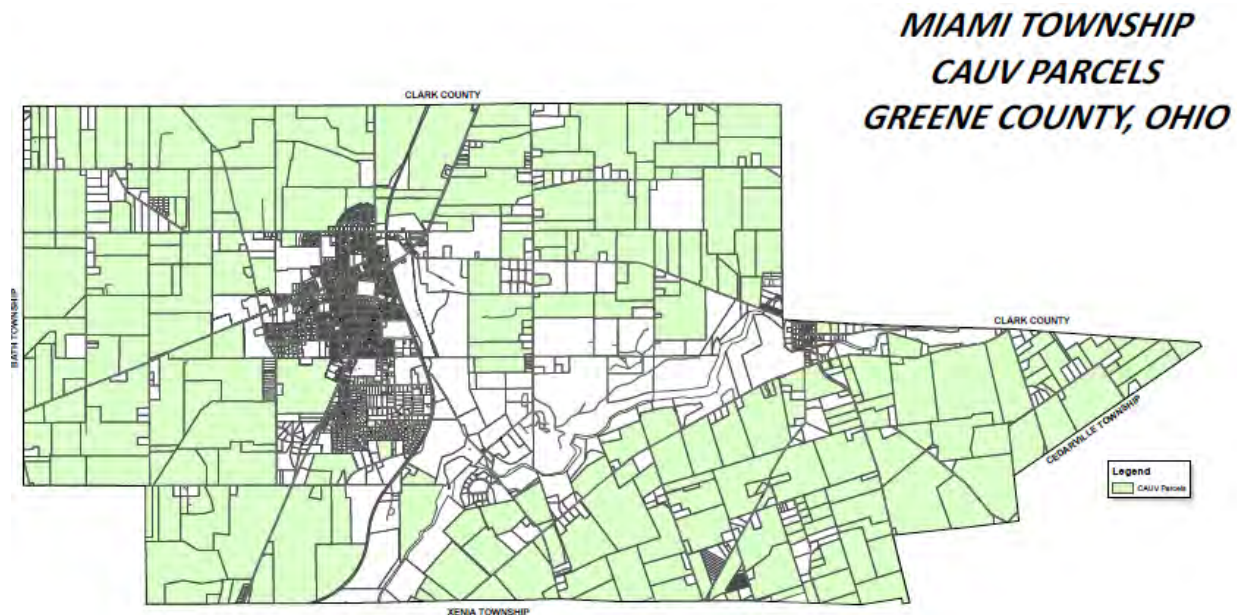 MIAMI TOWNSHIP
CAUV PARCELS
GREENE COUNTY, OHIO
CLARK COUNTY
BATH TOWNSHIP
CLARK COUNTY
CEDARVILLE TOWNSHIP
Legend
CAUV Parcels
XENIA TOWNSHIP